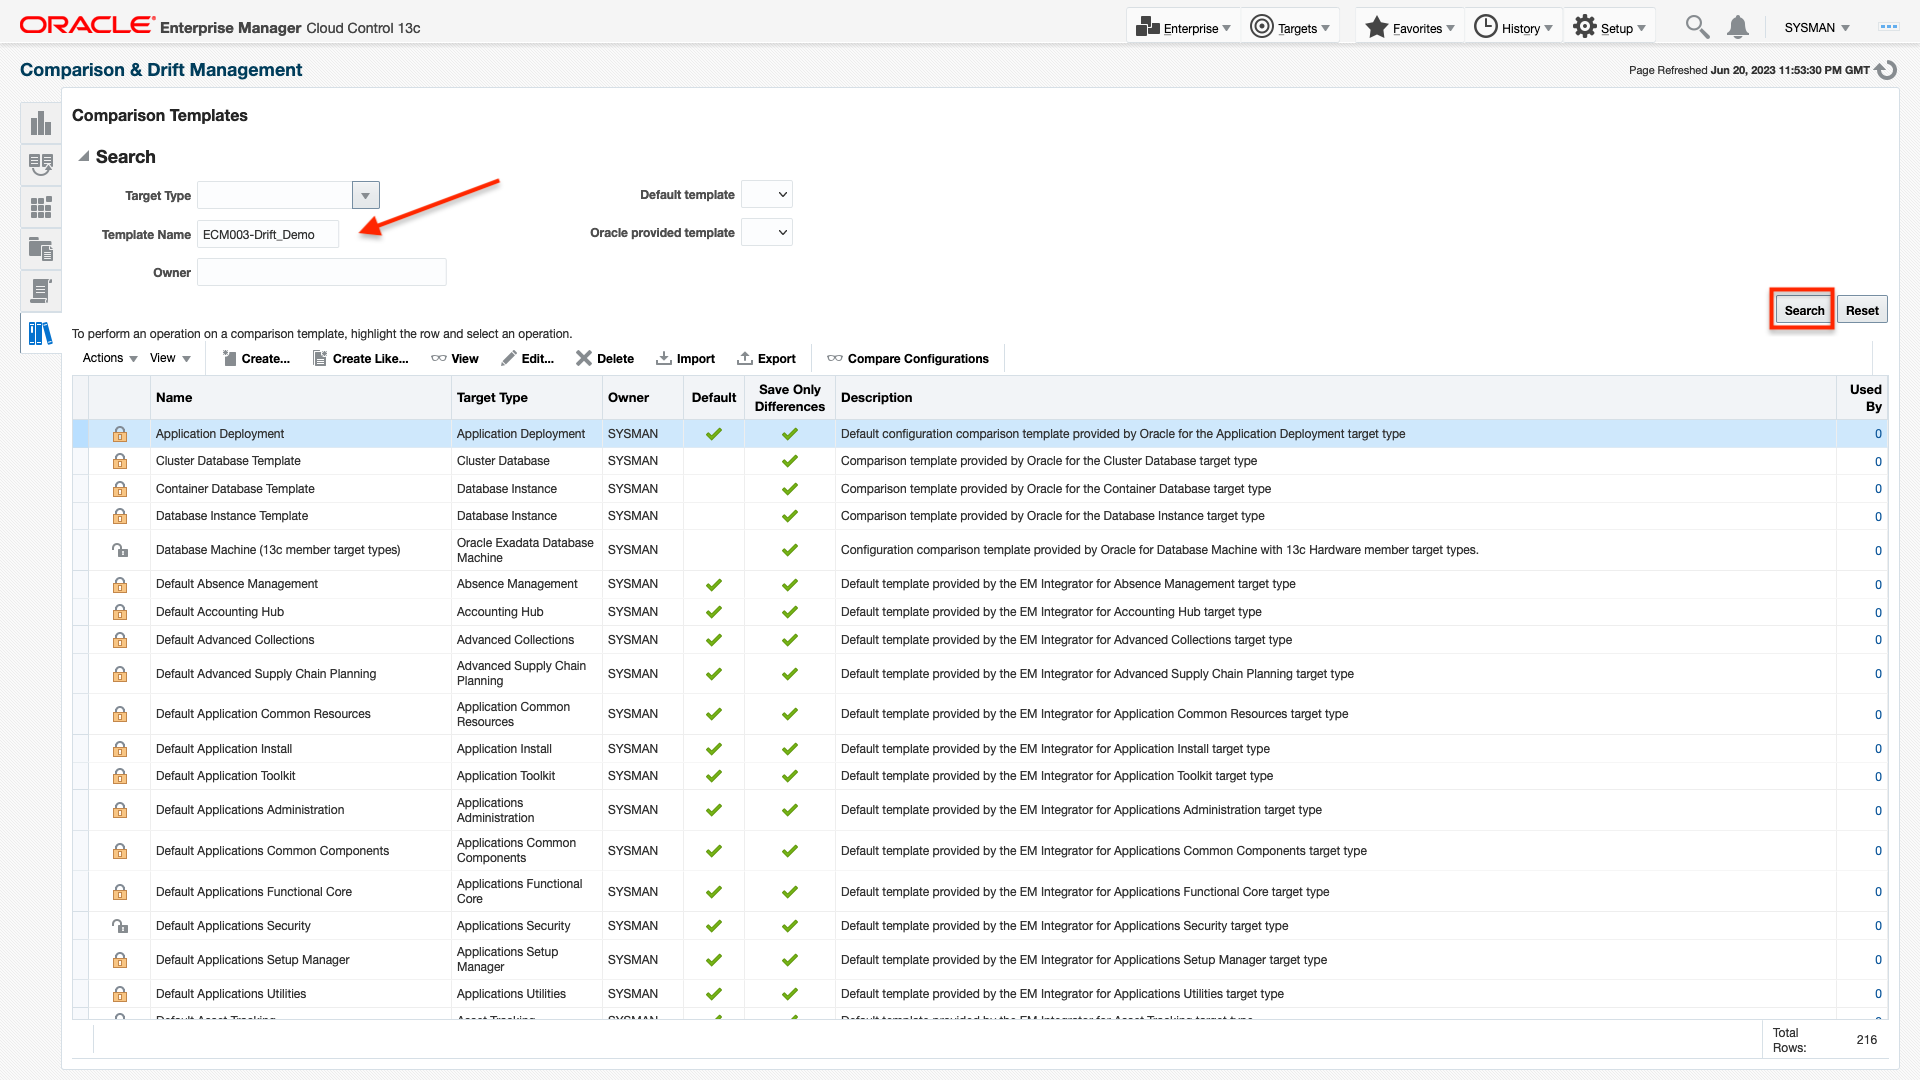 ORACLE Enterprise Manager Cloud Control 13c
Enterprise Targets Favorites History Setup SYSMAN
Comparison & Drift Management
Page Refreshed Jun 20, 2023 11:53:30 PM GMT
Comparison Templates
Search
Target Type
Default template
Template Name ECM003-Drift_Demo
Oracle provided template
Owner
Search Reset
To perform an operation on a comparison template, highlight the row and select an operation.
Actions View Create... Create Like... View Edit... Delete Import Export Compare Configurations
Name Target Type Owner Default Save Only Differences Description Used By
Application Deployment Application Deployment SYSMAN Default configuration comparison template provided by Oracle for the Application Deployment target type 0
Cluster Database Template Cluster Database SYSMAN Comparison template provided by Oracle for the Cluster Database target type 0
Container Database Template Database Instance SYSMAN Comparison template provided by Oracle for the Container Database target type 0
Database Instance Template Database Instance SYSMAN Comparison template provided by Oracle for the Database Instance target type 0
Database Machine (13c member target types) Oracle Exadata Database Machine SYSMAN Configuration comparison template provided by Oracle for Database Machine with 13c Hardware member target types. 0
Default Absence Management Absence Management SYSMAN Default template provided by the EM Integrator for Absence Management target type 0
Default Accounting Hub Accounting Hub SYSMAN Default template provided by the EM Integrator for Accounting Hub target type 0
Default Advanced Collections Advanced Collections SYSMAN Default template provided by the EM Integrator for Advanced Collections target type 0
Default Advanced Supply Chain Planning Advanced Supply Chain Planning SYSMAN Default template provided by the EM Integrator for Advanced Supply Chain Planning target type 0
Default Application Common Resources Application Common Resources SYSMAN Default template provided by the EM Integrator for Application Common Resources target type 0
Default Application Install Application Install SYSMAN Default template provided by the EM Integrator for Application Install target type 0
Default Application Toolkit Application Toolkit SYSMAN Default template provided by the EM Integrator for Application Toolkit target type 0
Default Applications Administration Applications Administration SYSMAN Default template provided by the EM Integrator for Applications Administration target type 0
Default Applications Common Components Applications Common Components SYSMAN Default template provided by the EM Integrator for Applications Common Components target type 0
Default Applications Functional Core Applications Functional Core SYSMAN Default template provided by the EM Integrator for Applications Functional Core target type 0
Default Applications Security Applications Security SYSMAN Default template provided by the EM Integrator for Applications Security target type 0
Default Applications Setup Manager Applications Setup Manager SYSMAN Default template provided by the EM Integrator for Applications Setup Manager target type 0
Default Applications Utilities Applications Utilities SYSMAN Default template provided by the EM Integrator for Applications Utilities target type 0
Default Asset Tracking Asset Tracking SYSMAN Default template provided by the EM Integrator for Asset Tracking target type
Total Rows: 216